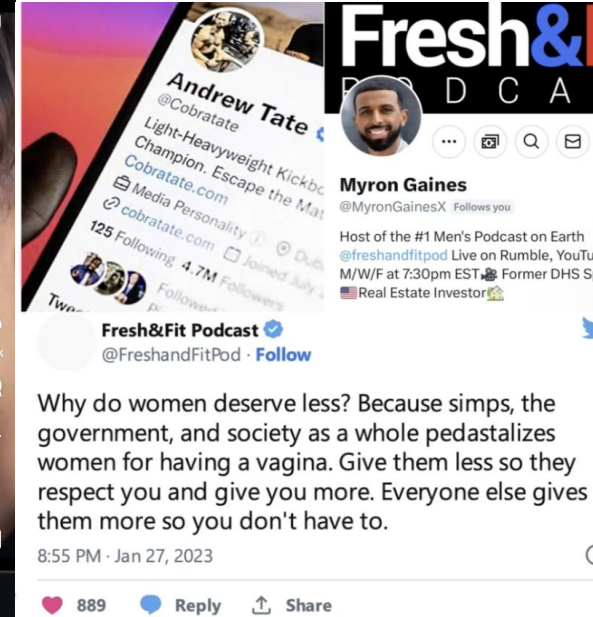 Andrew Tate
@Cobratate
Light-Heavyweight Kickbo
Champion. Escape the Mat
Cobratate.com
Media Personality
cobratate.com Joined July
125 Following 4.7M Followers
Followed
Twee
Fresh&
PODCA
Myron Gaines
@MyronGainesX Follows you
Host of the #1 Men's Podcast on Earth
@freshandfitpod Live on Rumble, YouTu
M/W/F at 7:30pm EST🎥 Former DHS S
🇺🇸Real Estate Investor🏡
Fresh&Fit Podcast
@FreshandFitPod · Follow
Why do women deserve less? Because simps, the
government, and society as a whole pedastalizes
women for having a vagina. Give them less so they
respect you and give you more. Everyone else gives
them more so you don't have to.
8:55 PM · Jan 27, 2023
889 Reply Share